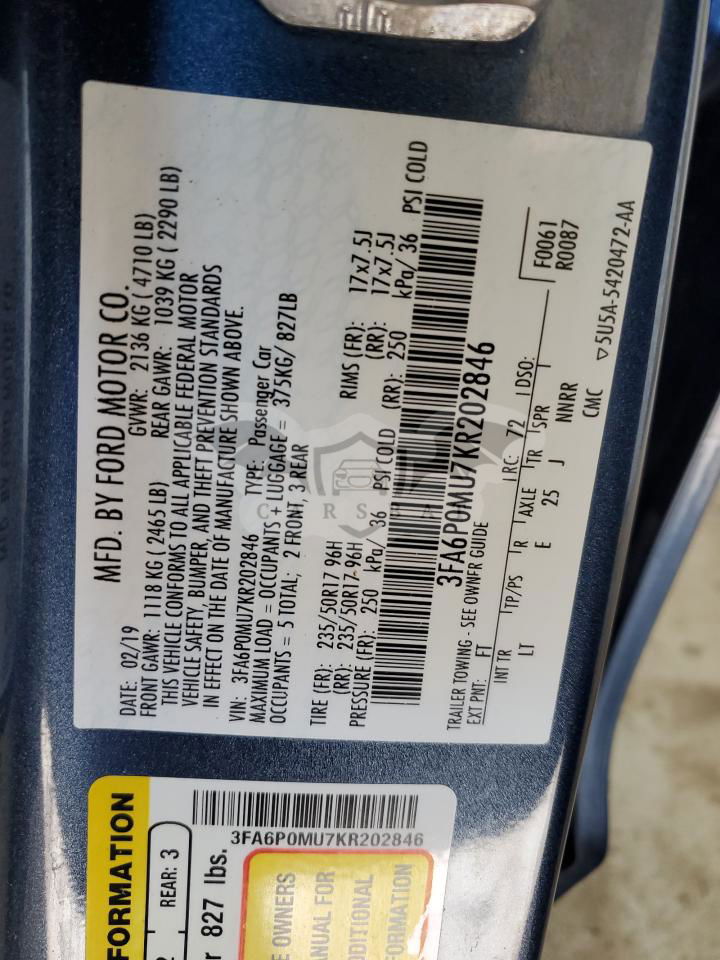 MFD. BY FORD MOTOR CO.
DATE: 02/19 GVWR: 2136 KG ( 4710 LB)
FRONT GAWR: 1118 KG ( 2465 LB) REAR GAWR: 1039 KG ( 2290 LB)
THIS VEHICLE CONFORMS TO ALL APPLICABLE FEDERAL MOTOR
VEHICLE SAFETY, BUMPER, AND THEFT PREVENTION STANDARDS
IN EFFECT ON THE DATE OF MANUFACTURE SHOWN ABOVE.
VIN: 3FA6P0MU7KR202846 TYPE: Passenger Car
MAXIMUM LOAD = OCCUPANTS + LUGGAGE = 375KG/ 827LB
OCCUPANTS = 5 TOTAL; 2 FRONT, 3 REAR
TIRE (FR): 235/50R17 96H RIMS (FR): 17x7.5J
(RR): 235/50R17 96H (RR): 17x7.5J
PRESSURE (FR): 250 kPa/ 36 PSI COLD (RR): 250 kPa/ 36 PSI COLD
3FA6P0MU7KR202846
TRAILER TOWING - SEE OWNER GUIDE
EXT PNT: FT RC: 72 DSO: F0061
R0087
INT TR TP/PS R AXLE TR SPR
LT E 25 J NNRR
CMC
▽5U5A-5420472-AA
CARSBA
FORMATION
REAR: 3
827 lbs.
3FA6P0MU7KR202846
OWNERS
ANUAL FOR
DITIONAL
FORMATION